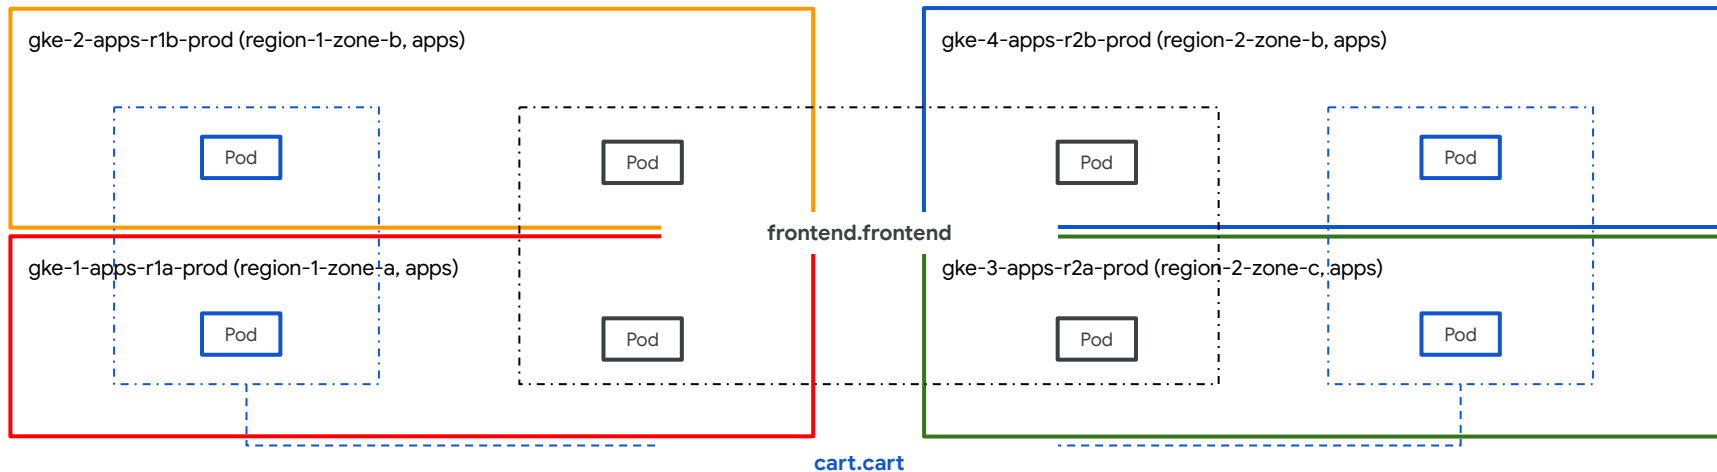 gke-2-apps-r1b-prod (region-1-zone-b, apps)
gke-4-apps-r2b-prod (region-2-zone-b, apps)
Pod
Pod
Pod
Pod
frontend.frontend
gke-1-apps-r1a-prod (region-1-zone-a, apps)
gke-3-apps-r2a-prod (region-2-zone-c, apps)
Pod
Pod
Pod
Pod
cart.cart